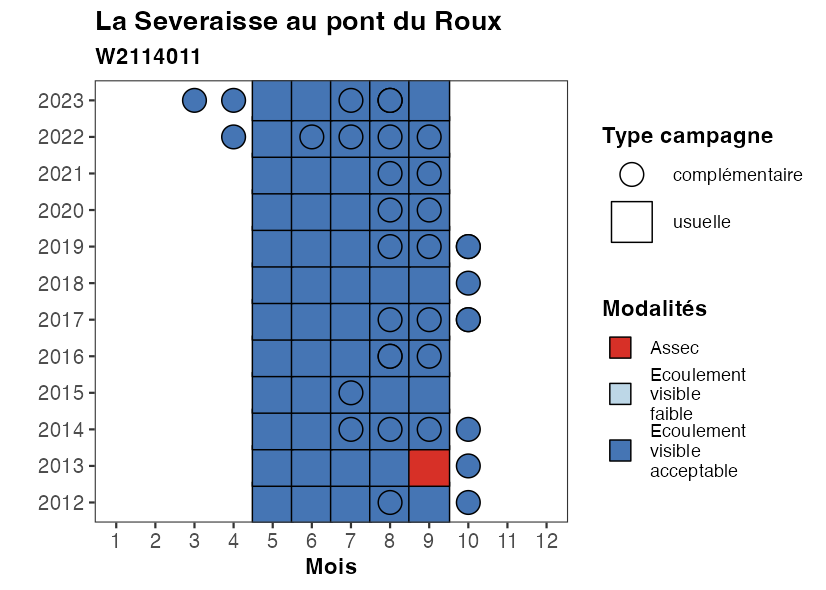 La Severaisse au pont du Roux
W2114011
2023
2022
2021
2020
2019
2018
2017
2016
2015
2014
2013
2012
1 2 3 4 5 6 7 8 9 10 11 12
Mois
Type campagne
complémentaire
usuelle
Modalités
Assec
Ecoulement
visible
faible
Ecoulement
visible
acceptable